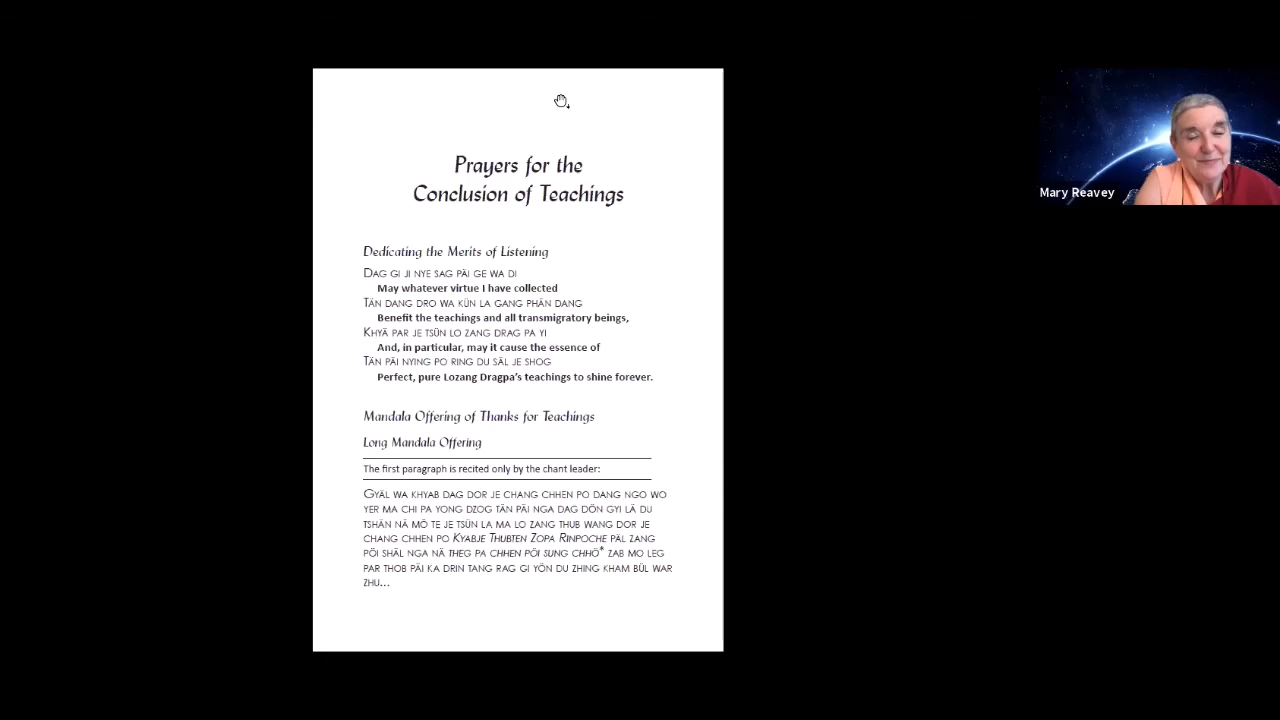 Prayers for the
Conclusion of Teachings
Dedicating the Merits of Listening
DAG GI JI NYE SAG PÄI GE WA DI
May whatever virtue I have collected
TÄN DANG DRO WA KÜN LA GANG PHÄN DANG
Benefit the teachings and all transmigratory beings,
KHYÄ PAR JE TSÜN LO ZANG DRAG PA YI
And, in particular, may it cause the essence of
TÄN PÄI NYING PO RING DU SÄL JE SHOG
Perfect, pure Lozang Dragpa's teachings to shine forever.
Mandala Offering of Thanks for Teachings
Long Mandala Offering
The first paragraph is recited only by the chant leader:
GYÄL WA KHYAB DAG DOR JE CHANG CHHEN PO DANG NGO WO
YER MA CHI PA YONG DZOG TÄN PÄI NGA DAG DÖN GYI LÄ DU
TSHÄN NÄ MÖ TE JE TSÜN LA MA LO ZANG THUB WANG DOR JE
CHANG CHHEN PO KYABJE THUBTEN ZOPA RINPOCHE PÄL ZANG
PÖI SHÄL NGA NÄ THEG PA CHHEN PÖI SUNG CHHÖ* ZAB MO LEG
PAR THOB PÄI KA DRIN TANG RAG GI YÖN DU ZHING KHAM BÜL WAR
ZHU...
Mary Reavey